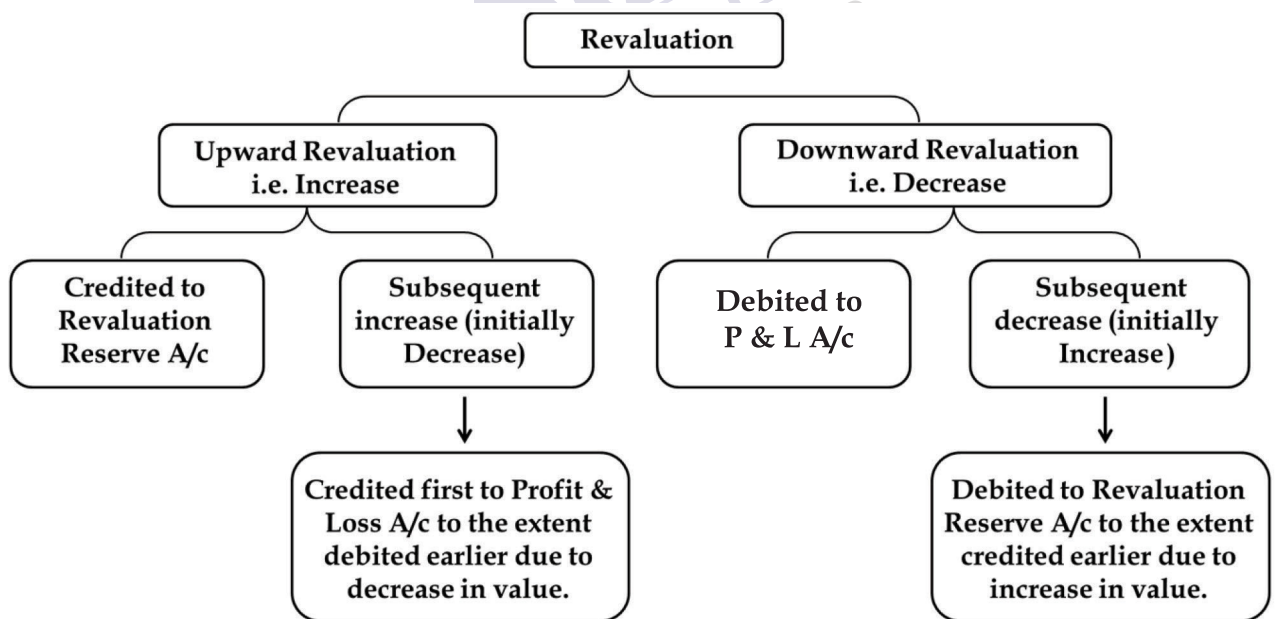 Revaluation
Upward Revaluation
i.e. Increase
Downward Revaluation
i.e. Decrease
Credited to
Revaluation
Reserve A/c
Subsequent
increase (initially
Decrease)
Debited to
P & L A/c
Subsequent
decrease (initially
Increase)
Credited first to Profit &
Loss A/c to the extent
debited earlier due to
decrease in value.
Debited to Revaluation
Reserve A/c to the extent
credited earlier due to
increase in value.